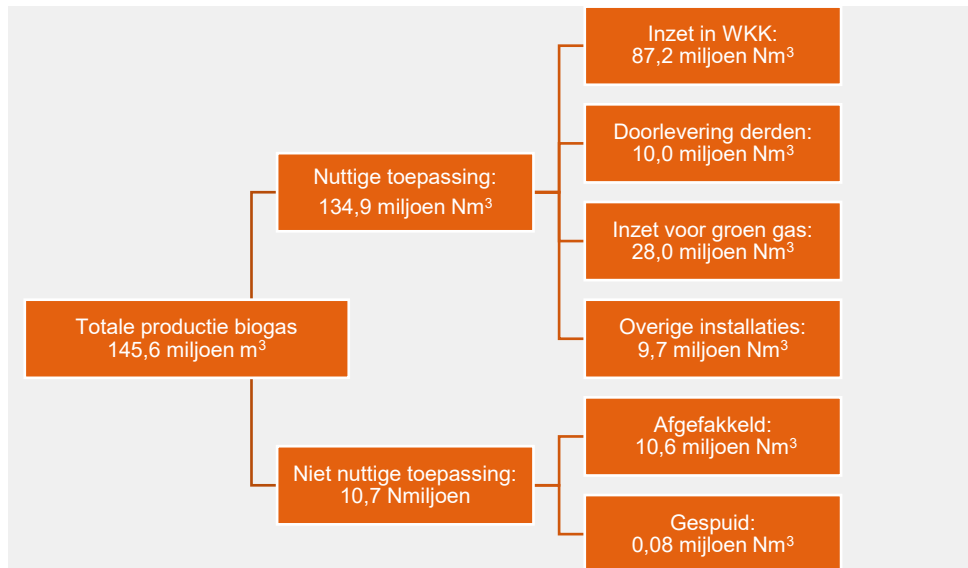 Totale productie biogas
145,6 miljoen m³
Nuttige toepassing:
134,9 miljoen Nm³
Inzet in WKK:
87,2 miljoen Nm³
Doorlevering derden:
10,0 miljoen Nm³
Inzet voor groen gas:
28,0 miljoen Nm³
Overige installaties:
9,7 miljoen Nm³
Niet nuttige toepassing:
10,7 Nmiljoen
Afgefakkeld:
10,6 miljoen Nm³
Gespuid:
0,08 mijloen Nm³